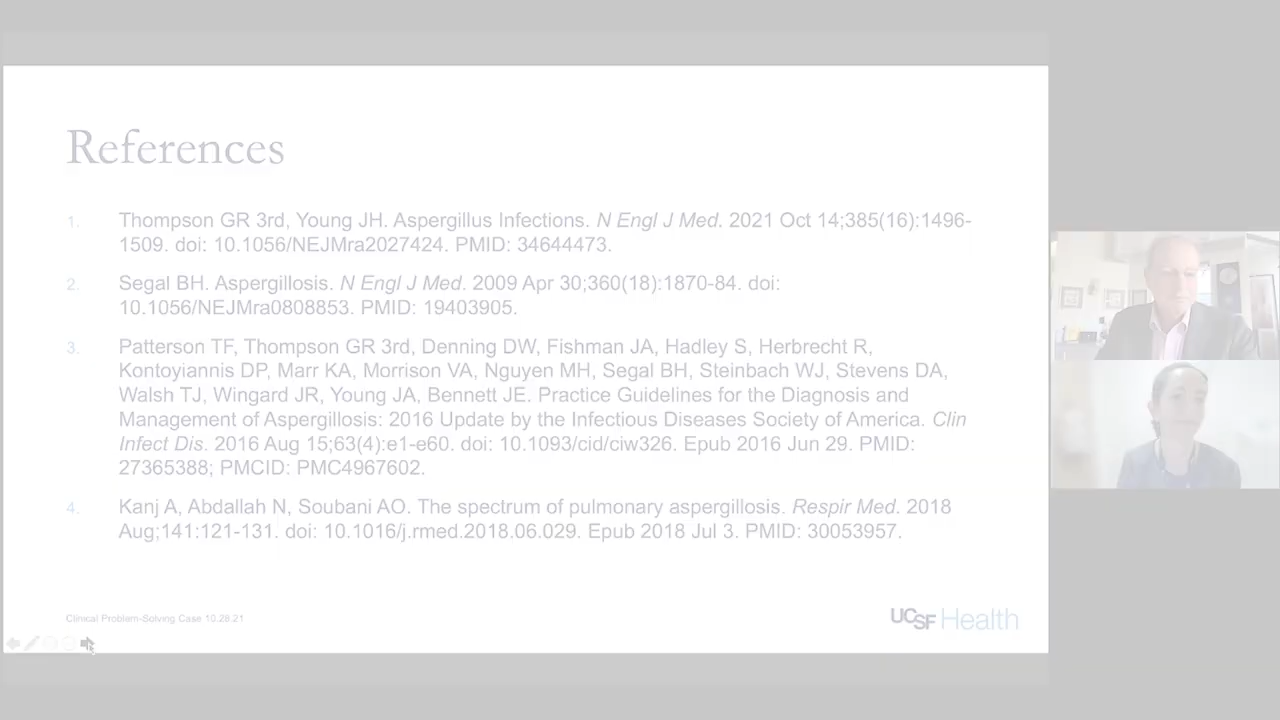 References
1. Thompson GR 3rd, Young JH. Aspergillus Infections. N Engl J Med. 2021 Oct 14;385(16):1496-
1509. doi: 10.1056/NEJMra2027424. PMID: 34644473.
2. Segal BH. Aspergillosis. N Engl J Med. 2009 Apr 30;360(18):1870-84. doi:
10.1056/NEJMra0808853. PMID: 19403905.
3. Patterson TF, Thompson GR 3rd, Denning DW, Fishman JA, Hadley S, Herbrecht R,
Kontoyiannis DP, Marr KA, Morrison VA, Nguyen MH, Segal BH, Steinbach WJ, Stevens DA,
Walsh TJ, Wingard JR, Young JA, Bennett JE. Practice Guidelines for the Diagnosis and
Management of Aspergillosis: 2016 Update by the Infectious Diseases Society of America. Clin
Infect Dis. 2016 Aug 15;63(4):e1-e60. doi: 10.1093/cid/ciw326. Epub 2016 Jun 29. PMID:
27365388; PMCID: PMC4967602.
4. Kanj A, Abdallah N, Soubani AO. The spectrum of pulmonary aspergillosis. Respir Med. 2018
Aug;141:121-131. doi: 10.1016/j.rmed.2018.06.029. Epub 2018 Jul 3. PMID: 30053957.
Clinical Problem-Solving Case 10.28.21
UCSF Health